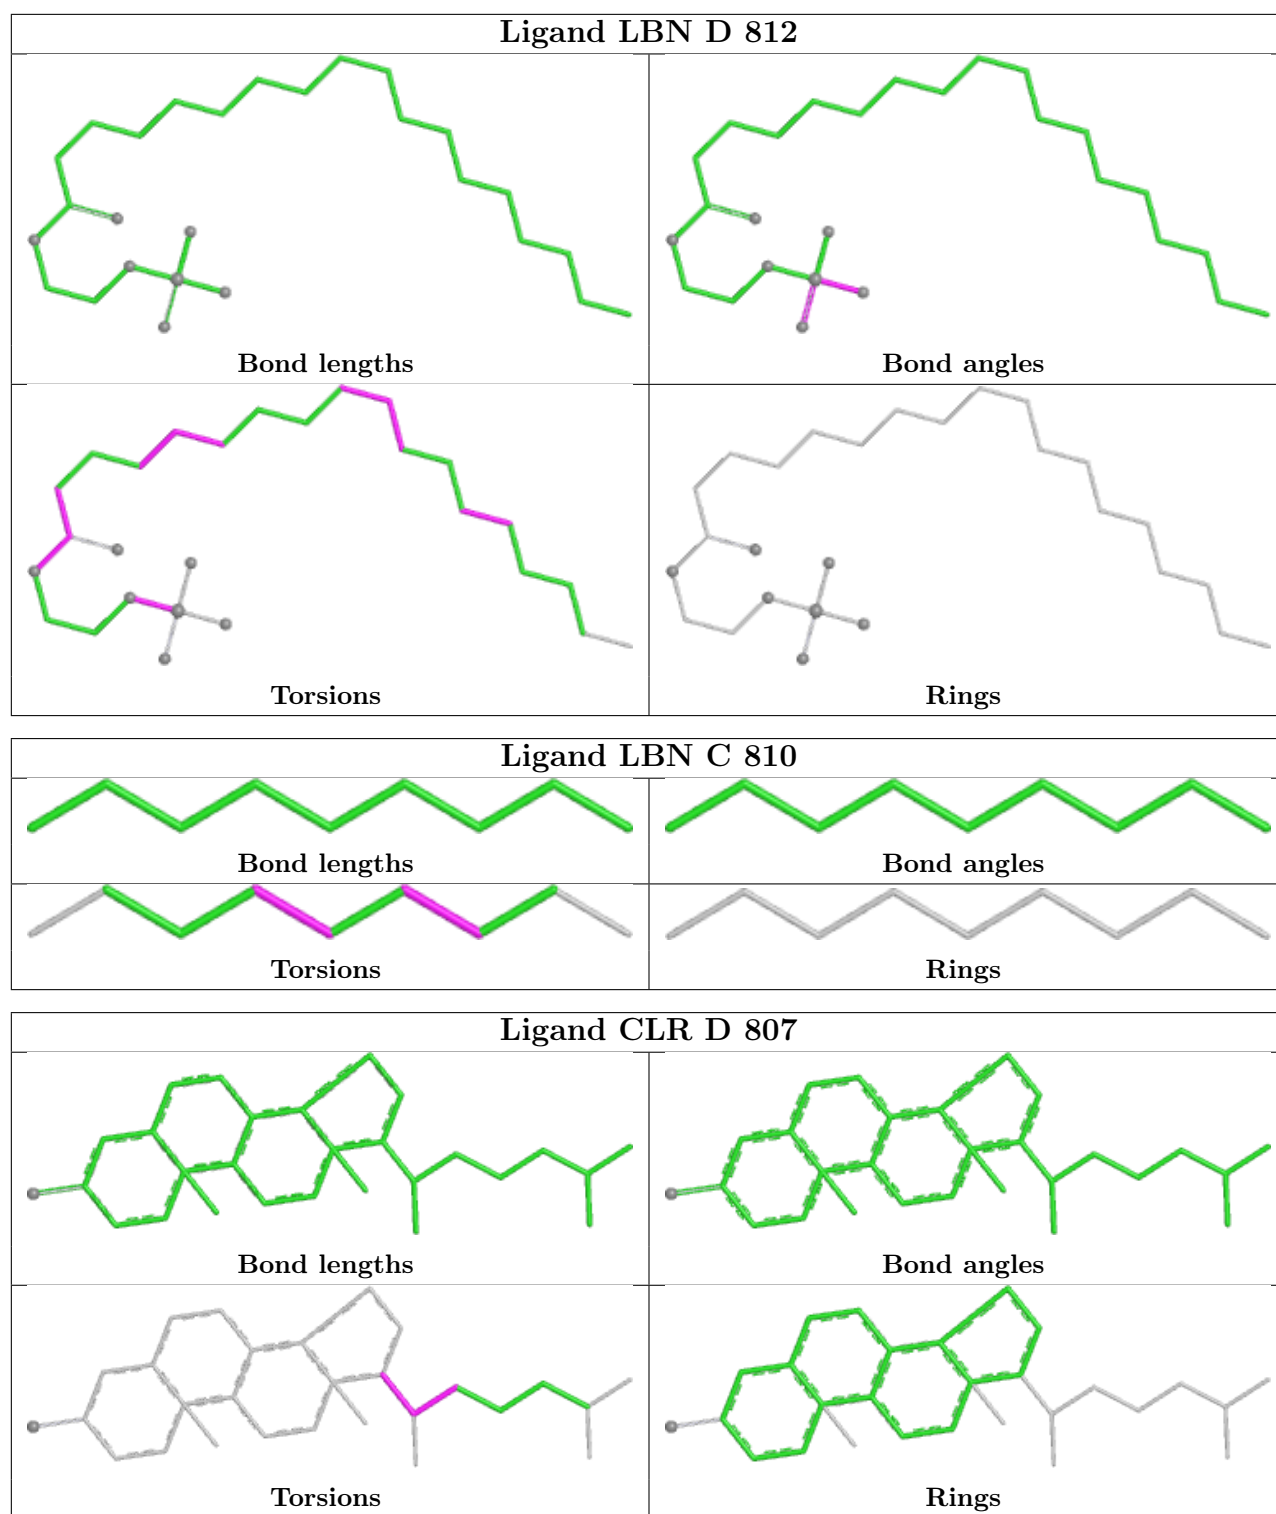 Ligand LBN D 812
Bond lengths
Bond angles
Torsions
Rings
Ligand LBN C 810
Bond lengths
Bond angles
Torsions
Rings
Ligand CLR D 807
Bond lengths
Bond angles
Torsions
Rings